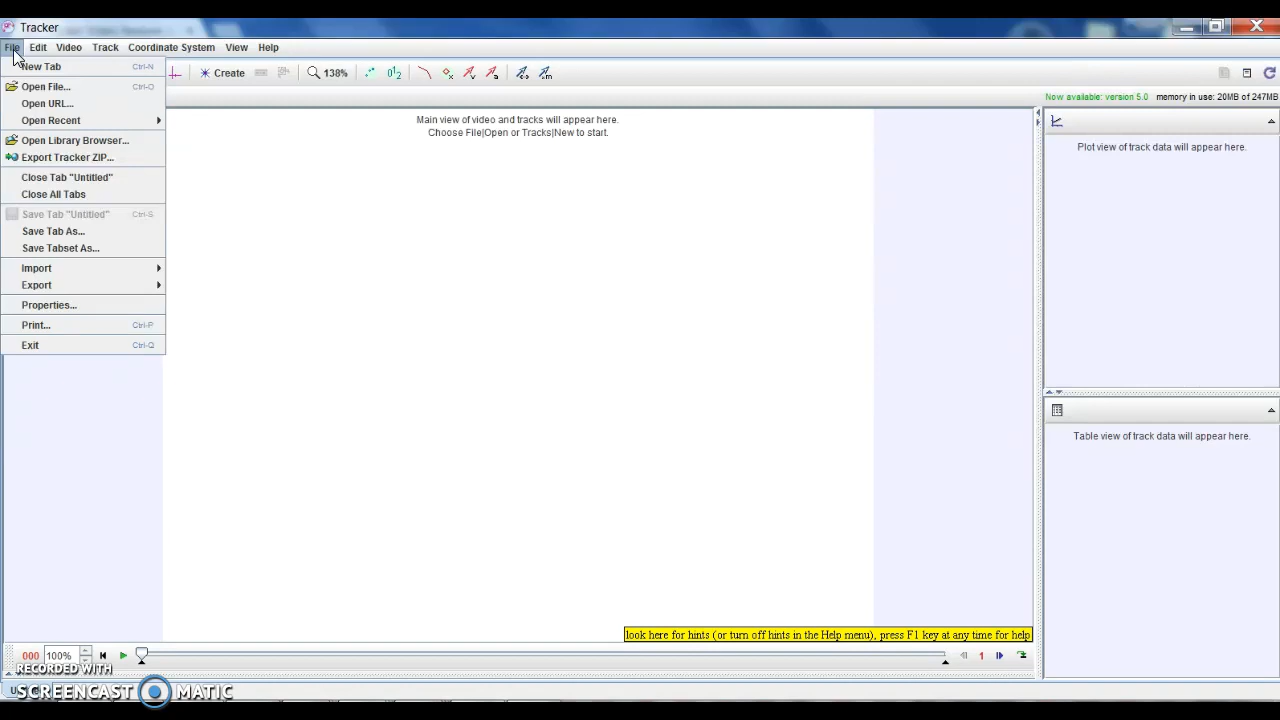 Tracker
File Edit Video Track Coordinate System View Help
New Tab Ctrl-N
Open File... Ctrl-O
Open URL...
Open Recent
Open Library Browser...
Export Tracker ZIP...
Close Tab "Untitled"
Close All Tabs
Save Tab "Untitled" Ctrl-S
Save Tab As...
Save Tabset As...
Import
Export
Properties...
Print... Ctrl-P
Exit Ctrl-Q
Create 138%
Now available: version 5.0 memory in use: 20MB of 247MB
Main view of video and tracks will appear here.
Choose File|Open or Tracks|New to start.
Plot view of track data will appear here.
Table view of track data will appear here.
look here for hints (or turn off hints in the Help menu), press F1 key at any time for help
000 100% 1
RECORDED WITH
SCREENCAST MATIC